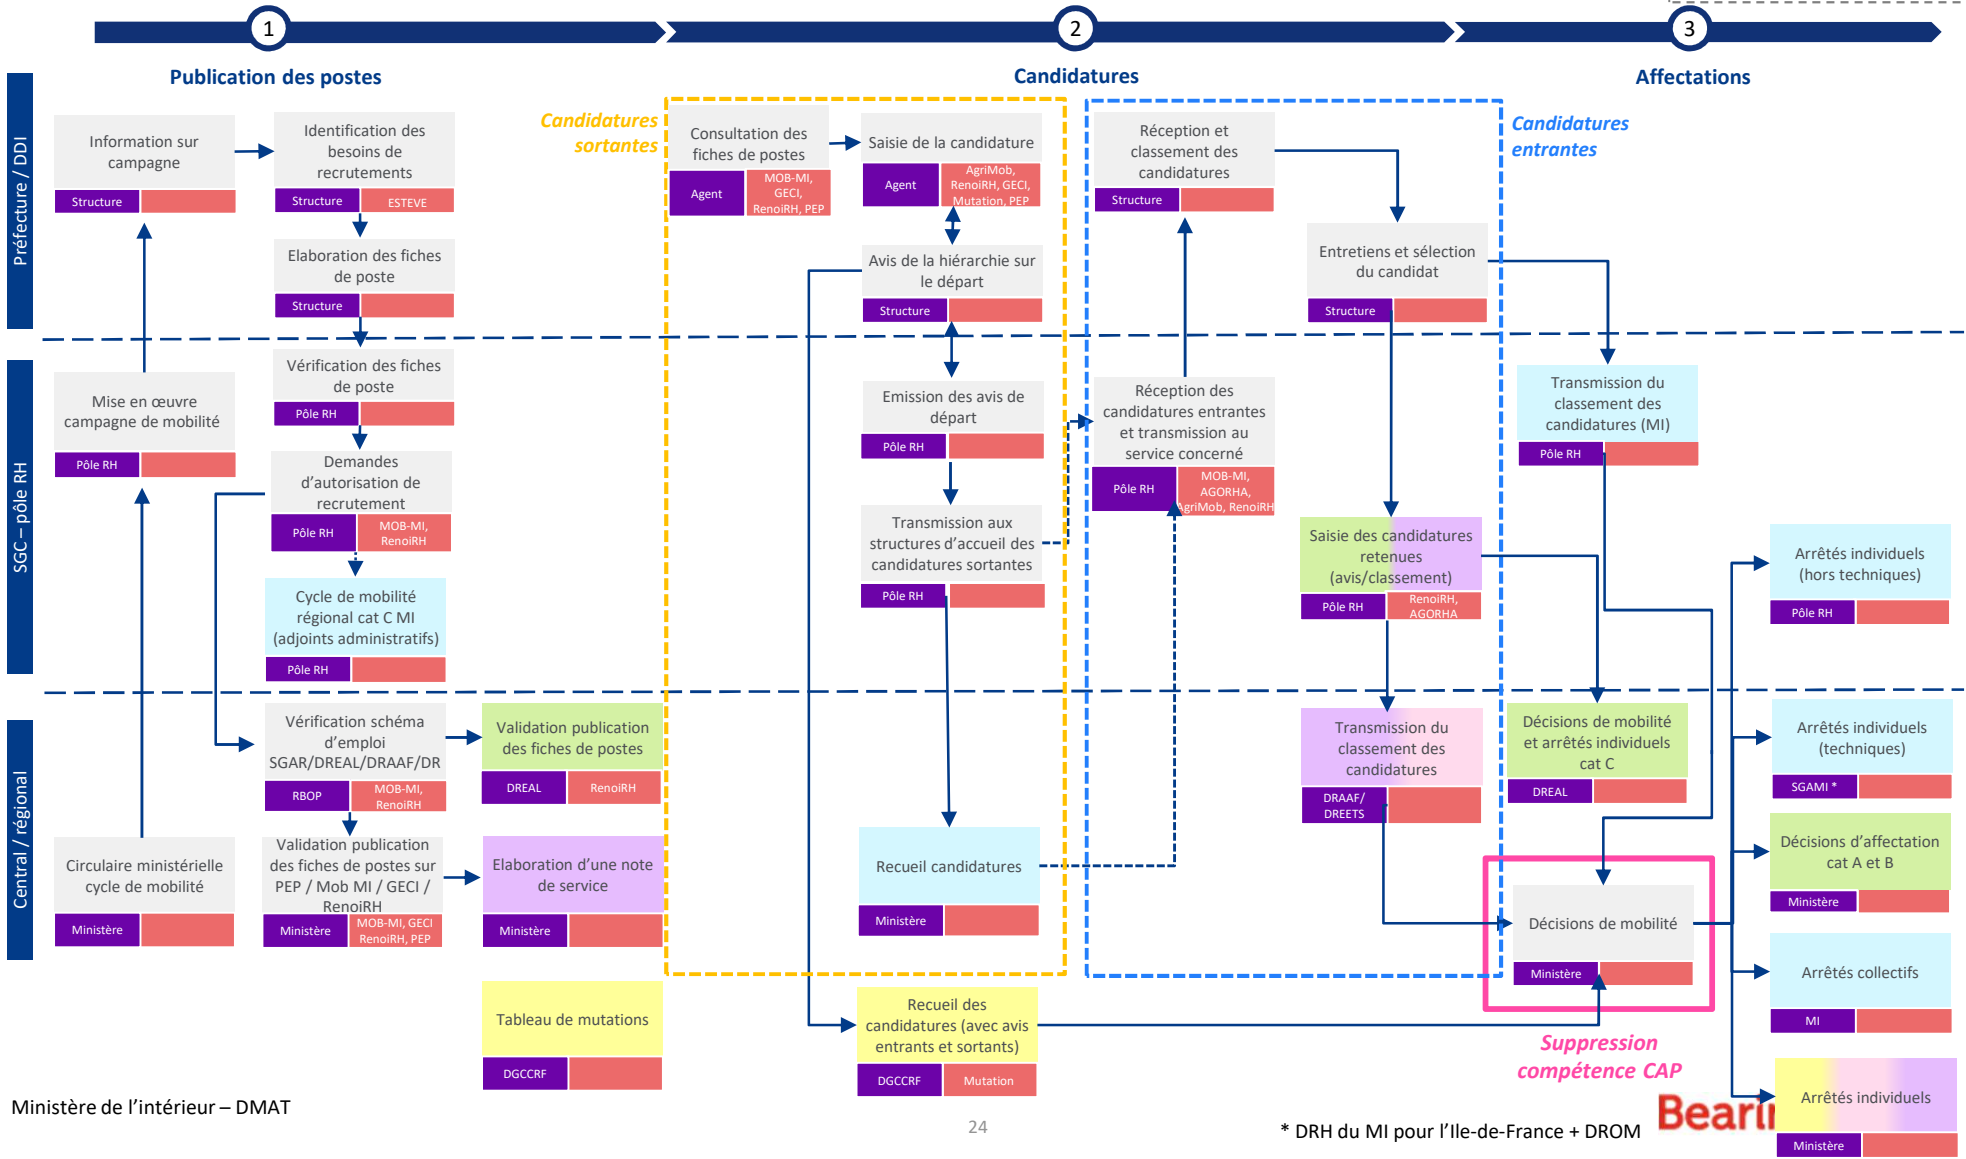 1
2
3
Publication des postes
Candidatures
Affectations
Préfecture / DDI
SGC – pôle RH
Central / régional
Information sur
campagne
Structure
Identification des
besoins de
recrutements
Structure
ESTEVE
Elaboration des fiches
de poste
Structure
Vérification des fiches
de poste
Pôle RH
Mise en œuvre
campagne de mobilité
Pôle RH
Demandes
d'autorisation de
recrutement
Pôle RH
MOB-MI,
RenoiRH
Cycle de mobilité
régional cat C MI
(adjoints administratifs)
Pôle RH
Vérification schéma
d'emploi
SGAR/DREAL/DRAAF/DR
RBOP
MOB-MI,
RenoiRH
Validation publication
des fiches de postes
DREAL
RenoiRH
Circulaire ministérielle
cycle de mobilité
Ministère
Validation publication
des fiches de postes sur
PEP / Mob MI / GECI /
RenoiRH
Ministère
MOB-MI, GECI
RenoiRH, PEP
Elaboration d'une note
de service
Ministère
Tableau de mutations
DGCCRF
Candidatures
sortantes
Consultation des
fiches de postes
Agent
MOB-MI,
GECI,
RenoiRH, PEP
Saisie de la candidature
Agent
AgriMob,
RenoiRH, GECI,
Mutation, PEP
Avis de la hiérarchie sur
le départ
Structure
Emission des avis de
départ
Pôle RH
Transmission aux
structures d'accueil des
candidatures sortantes
Pôle RH
Recueil candidatures
Ministère
Recueil des
candidatures (avec avis
entrants et sortants)
DGCCRF
Mutation
Candidatures
entrantes
Réception et
classement des
candidatures
Structure
Entretiens et sélection
du candidat
Structure
Réception des
candidatures entrantes
et transmission au
service concerné
Pôle RH
MOB-MI,
AGORHA,
AgriMob, RenoiRH
Saisie des candidatures
retenues
(avis/classement)
Pôle RH
RenoiRH,
AGORHA
Transmission du
classement des
candidatures
DRAAF/
DREETS
Transmission du
classement des
candidatures (MI)
Pôle RH
Décisions de mobilité
et arrêtés individuels
cat C
DREAL
Décisions de mobilité
Ministère
Suppression
compétence CAP
Arrêtés individuels
(hors techniques)
Pôle RH
Arrêtés individuels
(techniques)
SGAMI *
Décisions d'affectation
cat A et B
Ministère
Arrêtés collectifs
MI
Arrêtés individuels
Ministère
Ministère de l'intérieur – DMAT
24
* DRH du MI pour l'Ile-de-France + DROM